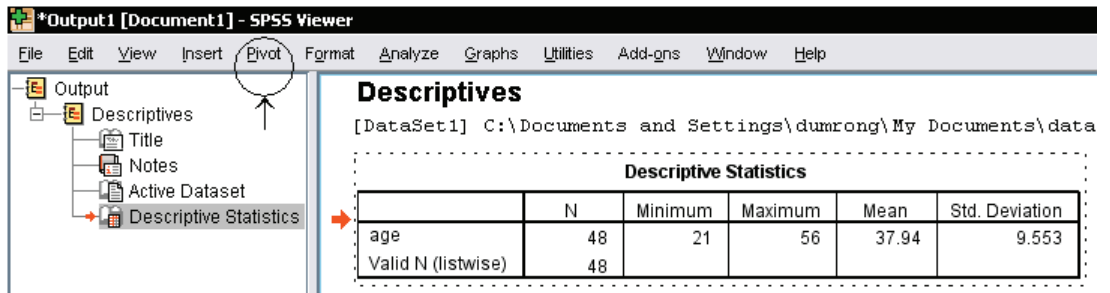 *Output1 [Document1] - SPSS Viewer
File Edit View Insert Pivot Format Analyze Graphs Utilities Add-ons Window Help
Output
Descriptives
Title
Notes
Active Dataset
Descriptive Statistics
Descriptives
[DataSet1] C:\Documents and Settings\dumrong\My Documents\data
Descriptive Statistics
N Minimum Maximum Mean Std. Deviation
age 48 21 56 37.94 9.553
Valid N (listwise) 48